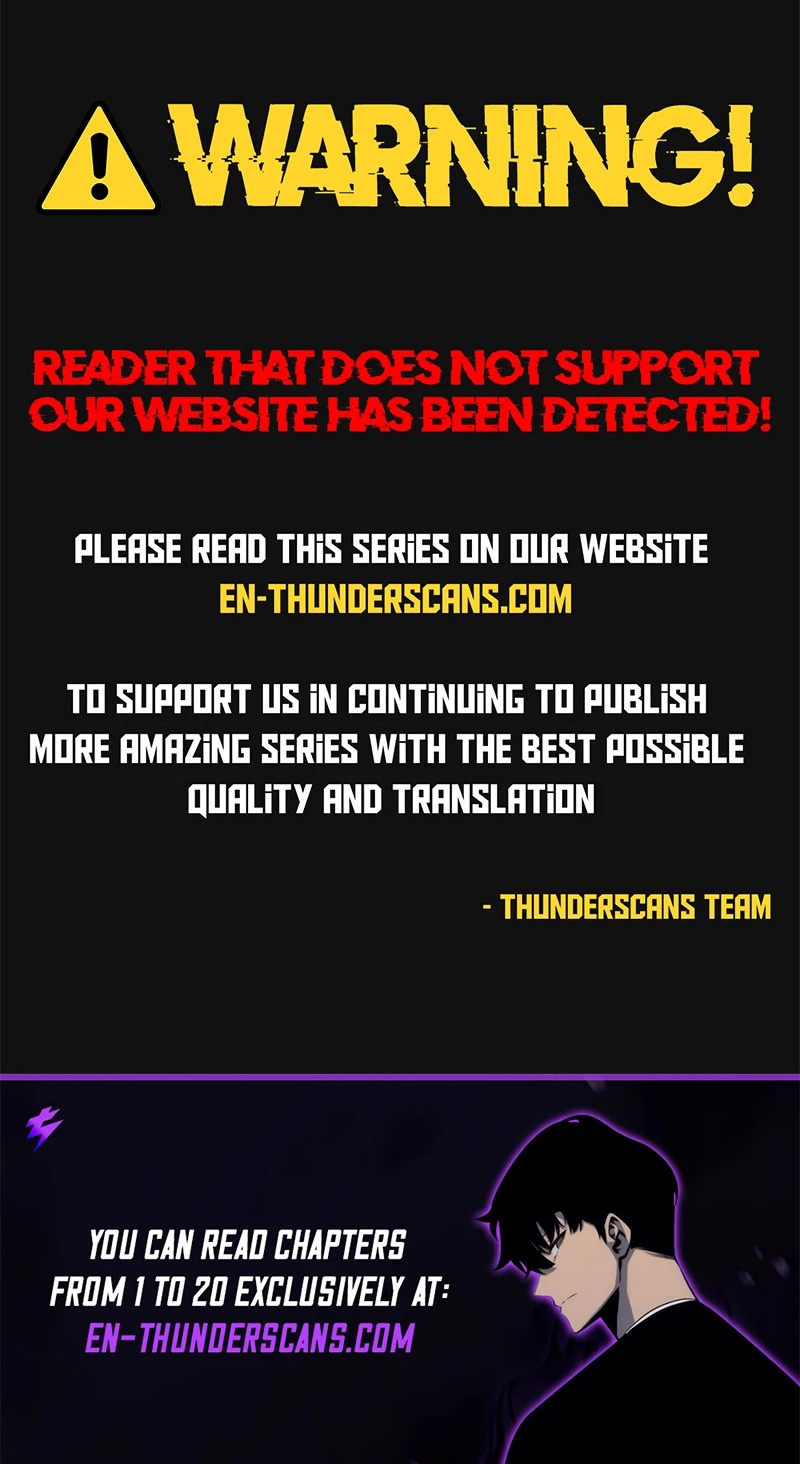 WARNING!
READER THAT DOES NOT SUPPORT
OUR WEBSITE HAS BEEN DETECTED!
PLEASE READ THIS SERIES ON OUR WEBSITE
EN-THUNDERSCANS.COM
TO SUPPORT US IN CONTINUING TO PUBLISH
MORE AMAZING SERIES WITH THE BEST POSSIBLE
QUALITY AND TRANSLATION
- THUNDERSCANS TEAM
YOU CAN READ CHAPTERS
FROM 1 TO 20 EXCLUSIVELY AT:
EN-THUNDERSCANS.COM